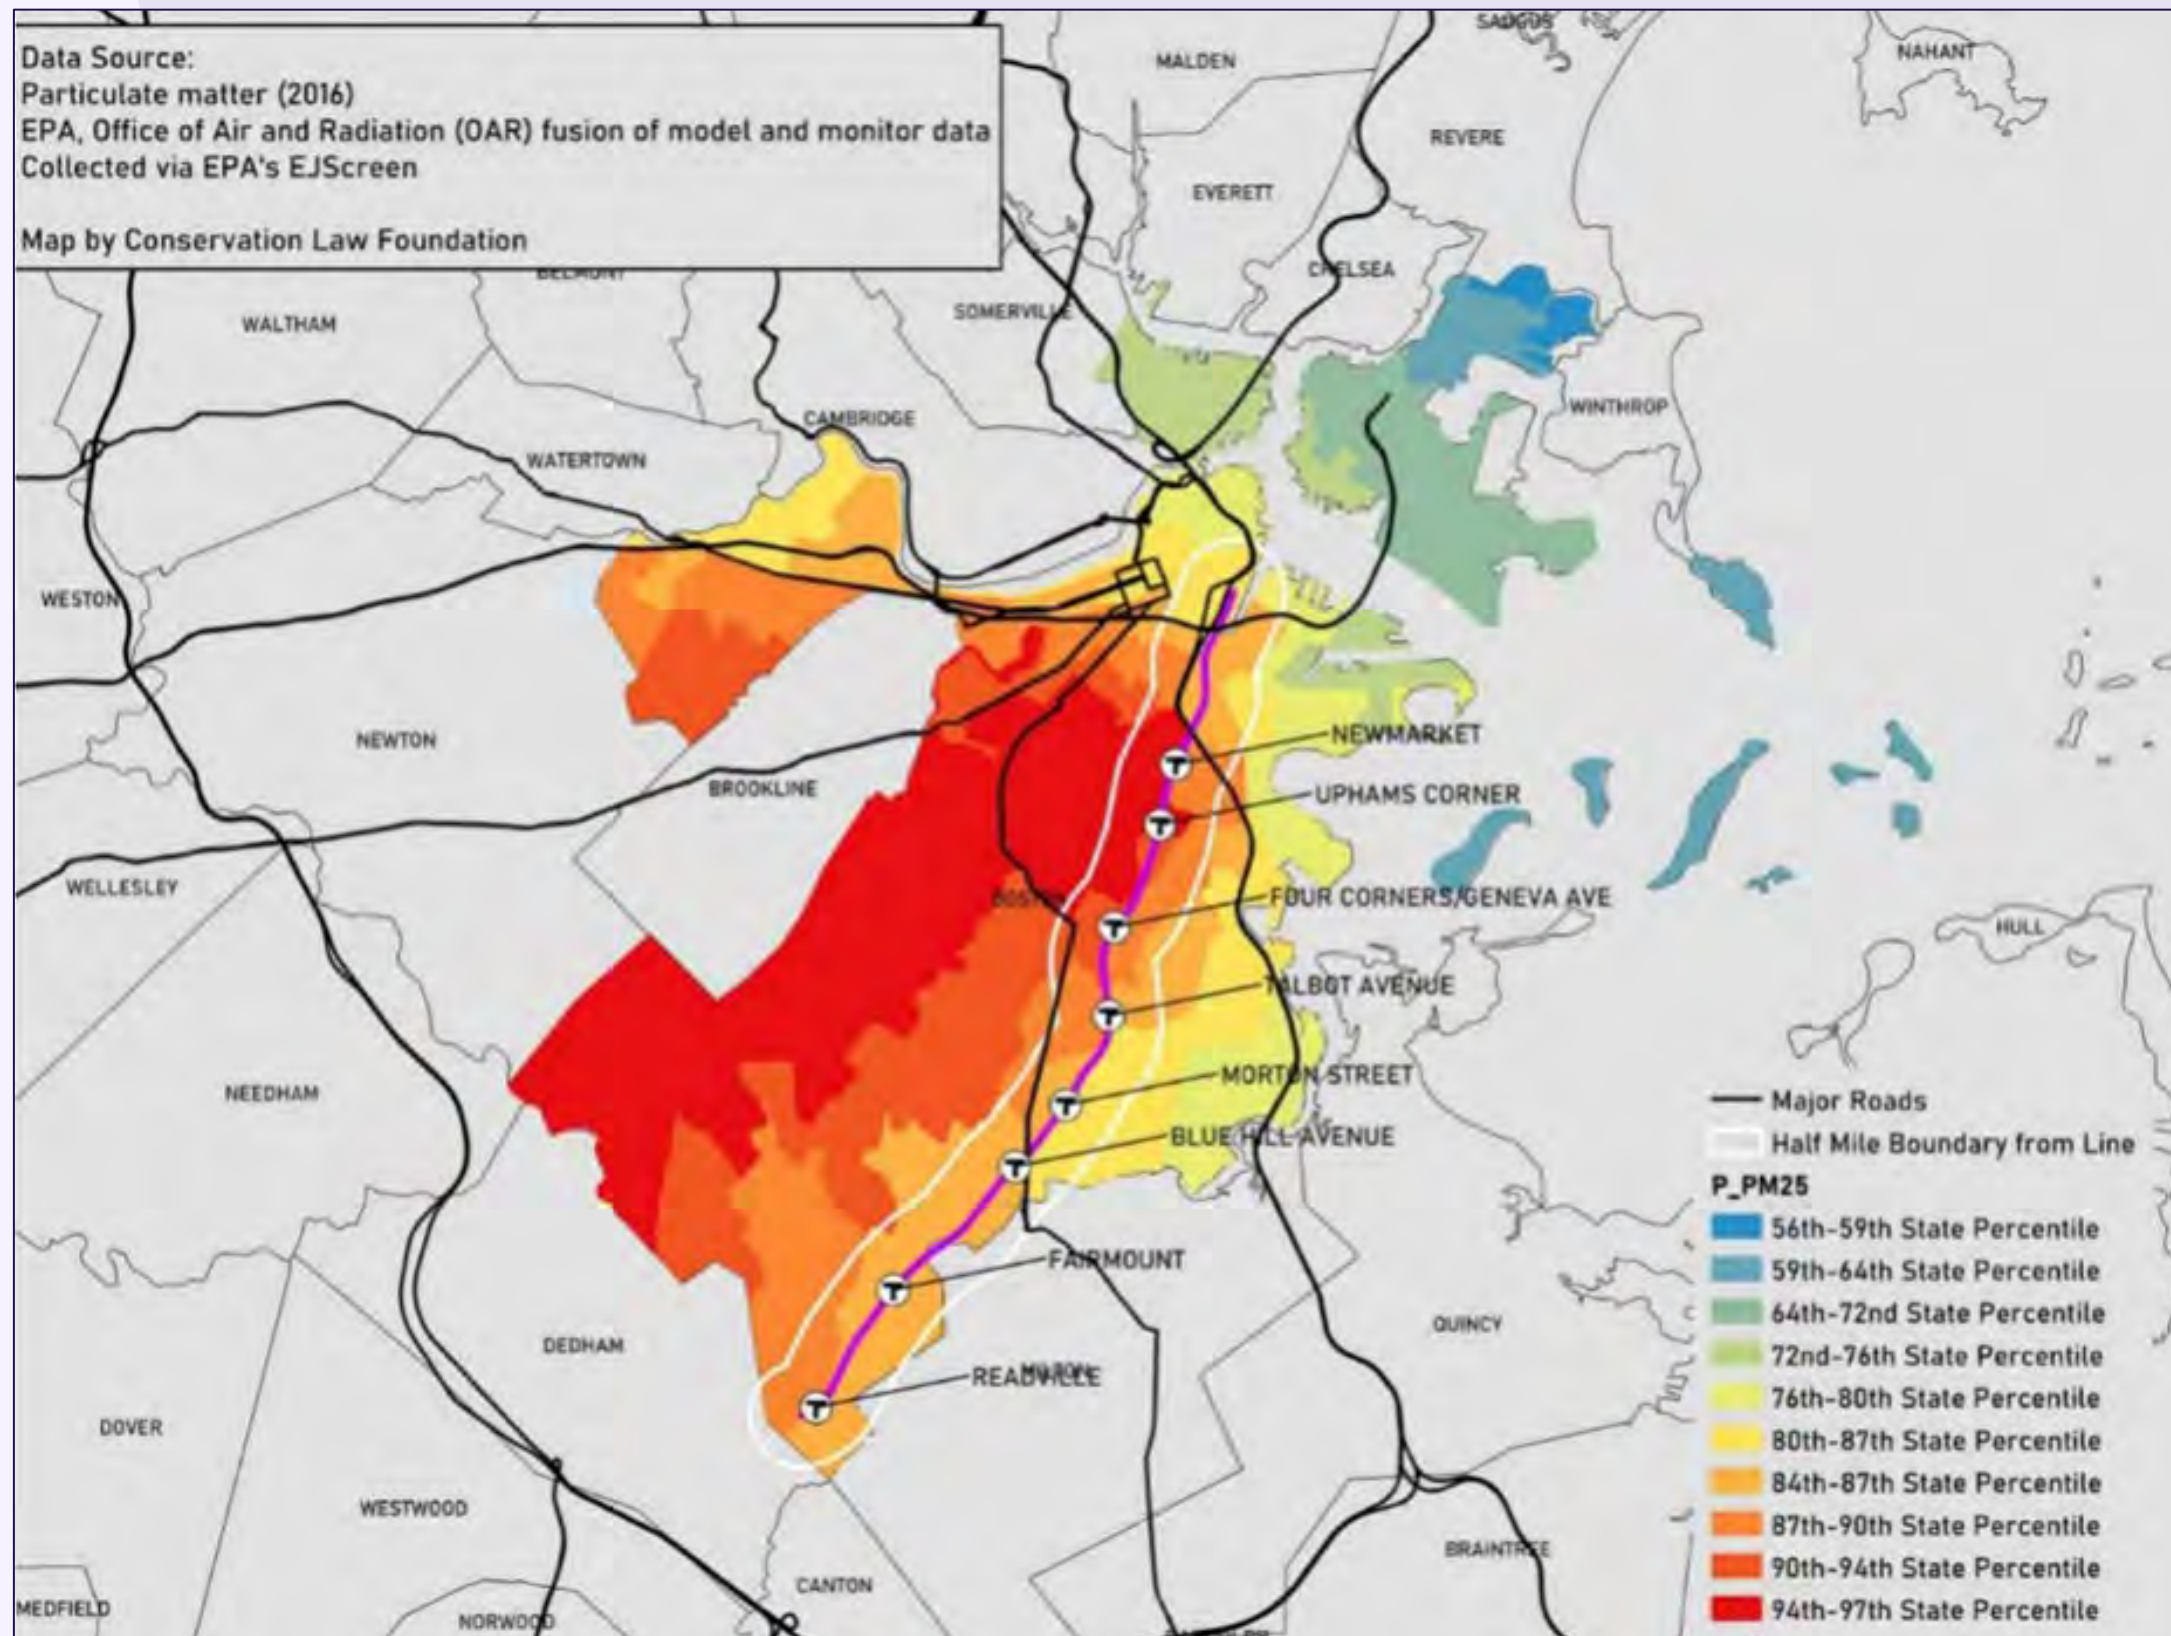 Data Source:
Particulate matter (2016)
EPA, Office of Air and Radiation (OAR) fusion of model and monitor data
Collected via EPA's EJScreen
Map by Conservation Law Foundation
SAUGUS
NAHANT
MALDEN
REVERE
EVERETT
CHELSEA
BELMONT
SOMERVILLE
WALTHAM
WINTHROP
CAMBRIDGE
WATERTOWN
WESTON
NEWMARKET
NEWTON
BROOKLINE
UPHAMS CORNER
WELLESLEY
BOSTON
FOUR CORNERS/GENEVA AVE
HULL
TALBOT AVENUE
MORTON STREET
NEEDHAM
BLUE HILL AVENUE
FAIRMOUNT
QUINCY
DEDHAM
READVILLE
MILTON
DOVER
WESTWOOD
BRAINTREE
CANTON
MEDFIELD
NORWOOD
Major Roads
Half Mile Boundary from Line
P_PM25
56th-59th State Percentile
59th-64th State Percentile
64th-72nd State Percentile
72nd-76th State Percentile
76th-80th State Percentile
80th-87th State Percentile
84th-87th State Percentile
87th-90th State Percentile
90th-94th State Percentile
94th-97th State Percentile